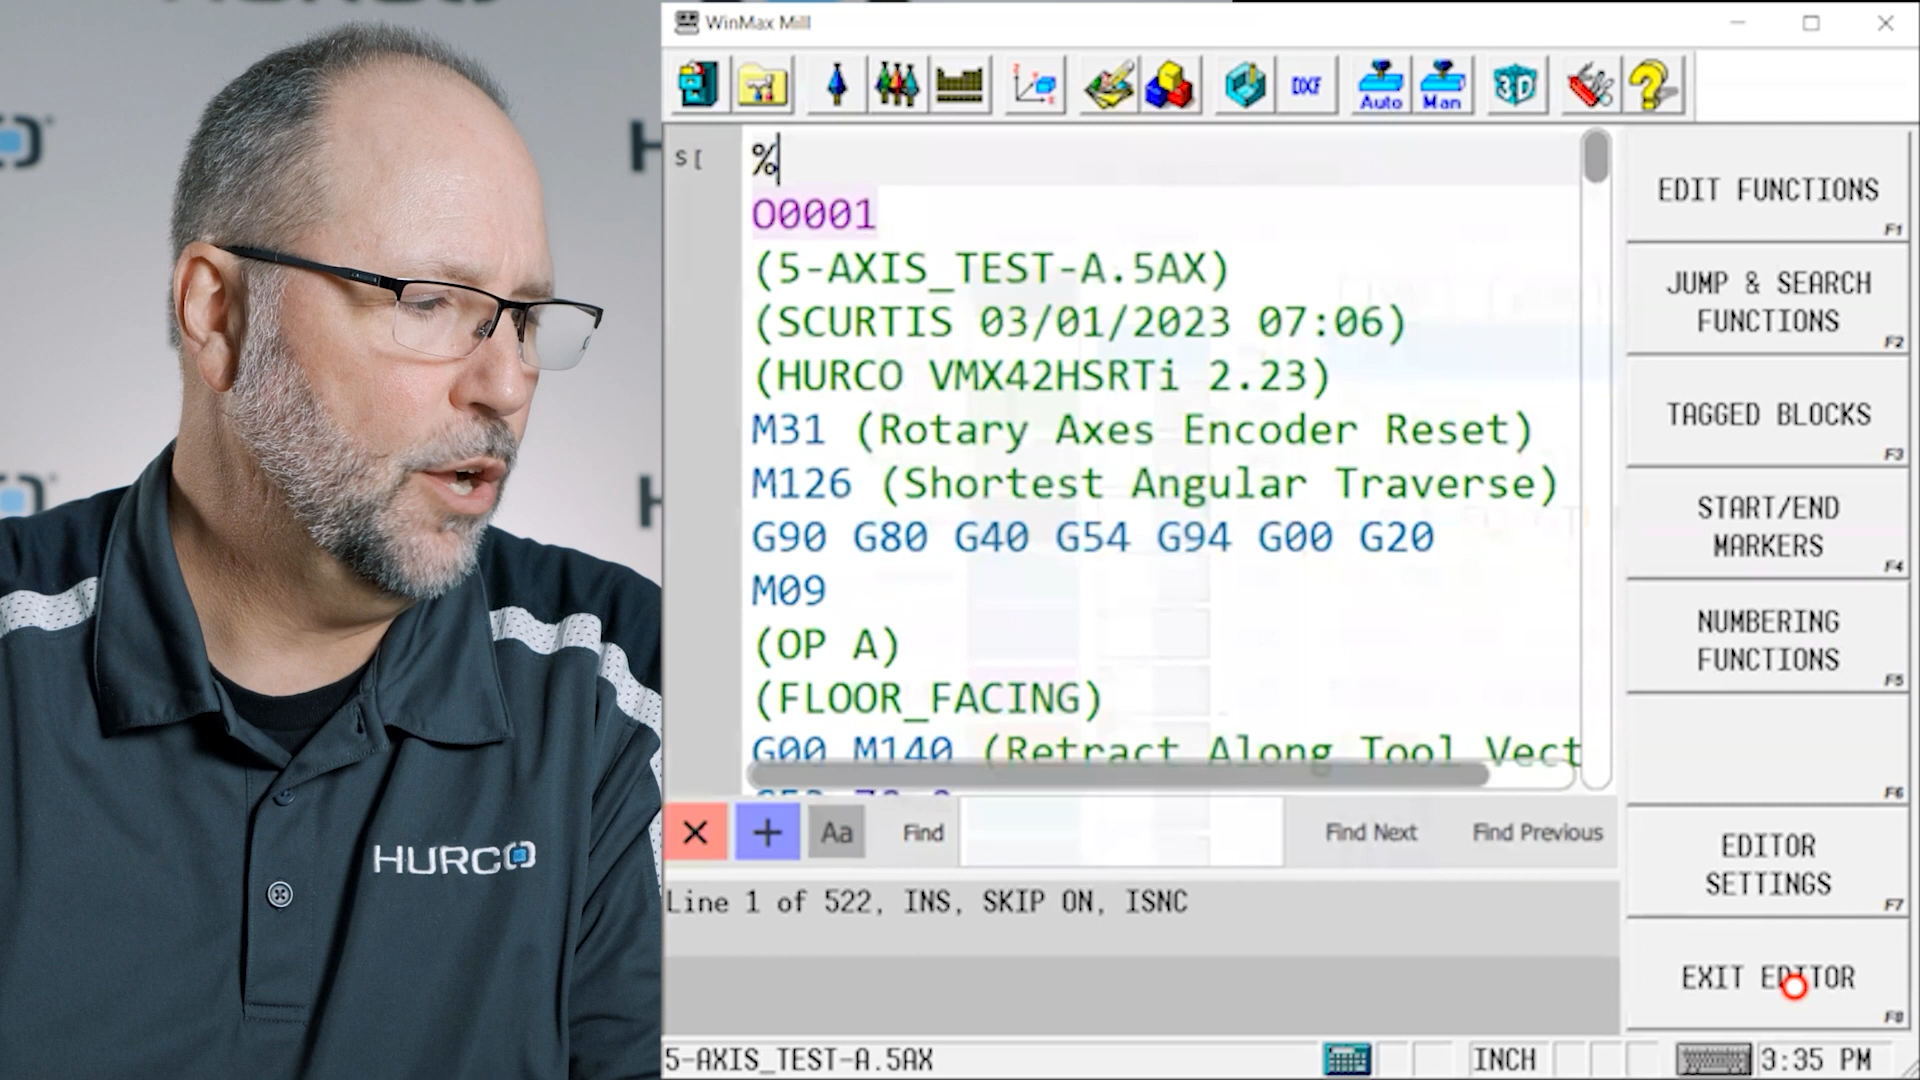 WinMax Mill
DXF
Auto
Man
3D
S[
%
O0001
(5-AXIS_TEST-A.5AX)
(SCURTIS 03/01/2023 07:06)
(HURCO VMX42HSRTi 2.23)
M31 (Rotary Axes Encoder Reset)
M126 (Shortest Angular Traverse)
G90 G80 G40 G54 G94 G00 G20
M09
(OP A)
(FLOOR_FACING)
G00 M140 (Retract Along Tool Vect
Aa
Find
Find Next
Find Previous
Line 1 of 522, INS, SKIP ON, ISNC
EDIT FUNCTIONS
F1
JUMP & SEARCH
FUNCTIONS
F2
TAGGED BLOCKS
F3
START/END
MARKERS
F4
NUMBERING
FUNCTIONS
F5
F6
EDITOR
SETTINGS
F7
EXIT EDITOR
F8
5-AXIS_TEST-A.5AX
INCH
3:35 PM
HURCO